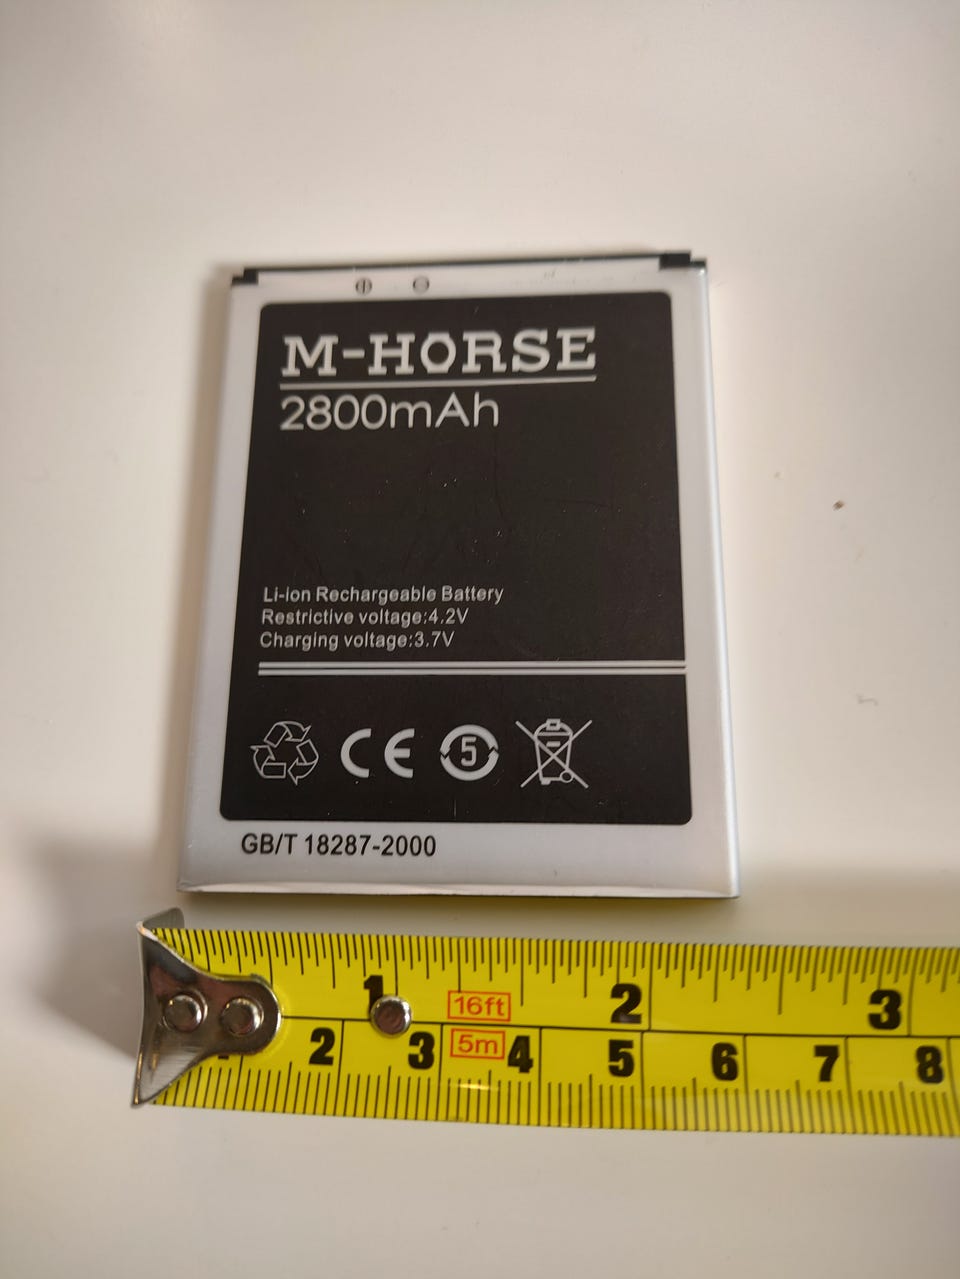 M-HORSE
2800mAh
Li-ion Rechargeable Battery
Restrictive voltage:4.2V
Charging voltage:3.7V
CE 5
GB/T 18287-2000
1 16ft 2 3
2 3 5m 4 5 6 7 8